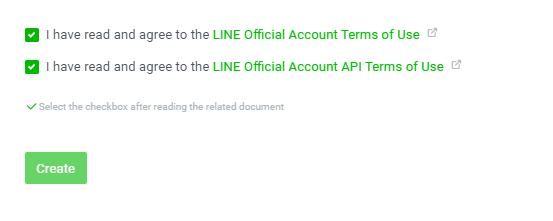 I have read and agree to the LINE Official Account Terms of Use
I have read and agree to the LINE Official Account API Terms of Use
Select the checkbox after reading the related document
Create